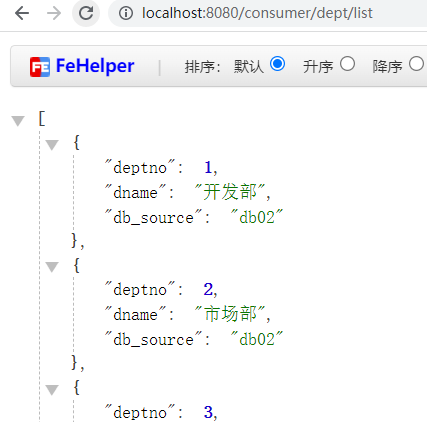 localhost:8080/consumer/dept/list
FE FeHelper | 排序： 默认 升序 降序
[
{
"deptno": 1,
"dname": "开发部",
"db_source": "db02"
},
{
"deptno": 2,
"dname": "市场部",
"db_source": "db02"
},
{
"deptno": 3,